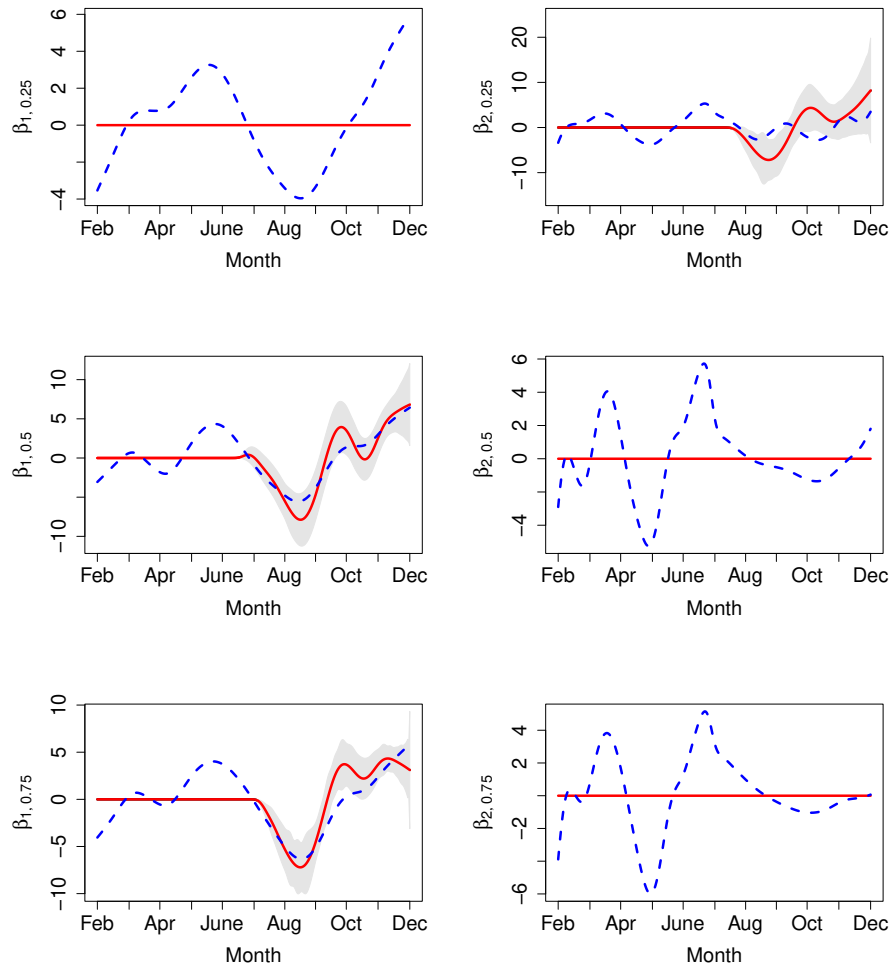 β1, 0.25
6
4
2
0
−4
Feb Apr June Aug Oct Dec
Month
β2, 0.25
20
10
0
−10
Feb Apr June Aug Oct Dec
Month
β1, 0.5
10
5
0
−10
Feb Apr June Aug Oct Dec
Month
β2, 0.5
6
4
2
0
−4
Feb Apr June Aug Oct Dec
Month
β1, 0.75
10
5
0
−5
−10
Feb Apr June Aug Oct Dec
Month
β2, 0.75
4
2
0
−2
−6
Feb Apr June Aug Oct Dec
Month